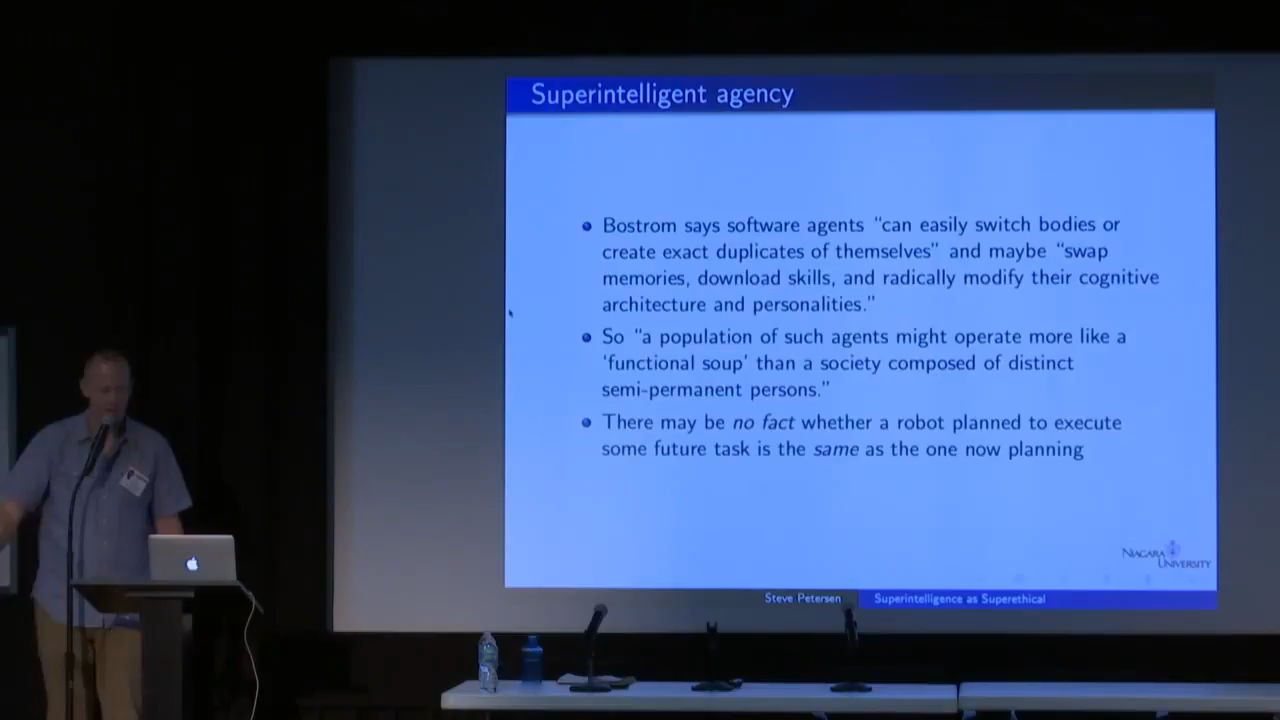 Superintelligent agency
Bostrom says software agents “can easily switch bodies or
create exact duplicates of themselves” and maybe “swap
memories, download skills, and radically modify their cognitive
architecture and personalities.”
So “a population of such agents might operate more like a
‘functional soup’ than a society composed of distinct
semi-permanent persons.”
There may be no fact whether a robot planned to execute
some future task is the same as the one now planning
NIAGARA
UNIVERSITY
Steve Petersen
Superintelligence as Superethical